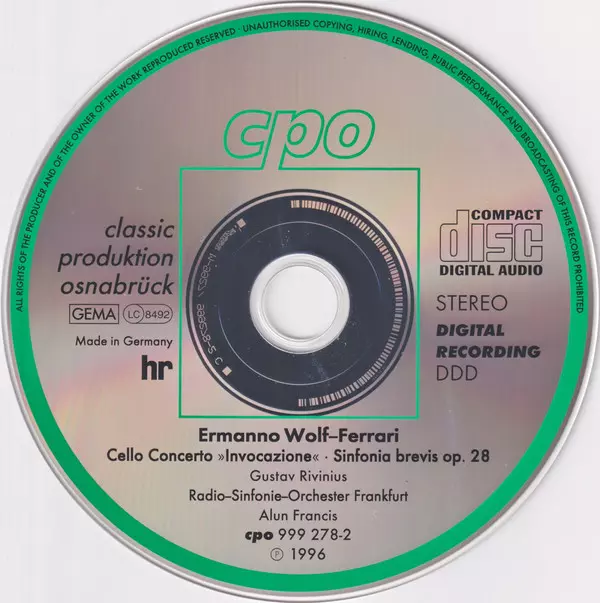 ALL RIGHTS OF THE PRODUCER AND OF THE OWNER OF THE WORK REPRODUCED RESERVED · UNAUTHORISED COPYING, HIRING, LENDING, PUBLIC PERFORMANCE AND BROADCASTING OF THIS RECORD PROHIBITED
cpo
classic
produktion
osnabrück
GEMA LC 8492
Made in Germany
hr
COMPACT
disc
DIGITAL AUDIO
STEREO
DIGITAL
RECORDING
DDD
Ermanno Wolf–Ferrari
Cello Concerto »Invocazione« · Sinfonia brevis op. 28
Gustav Rivinius
Radio–Sinfonie–Orchester Frankfurt
Alun Francis
cpo 999 278-2
Ⓟ 1996